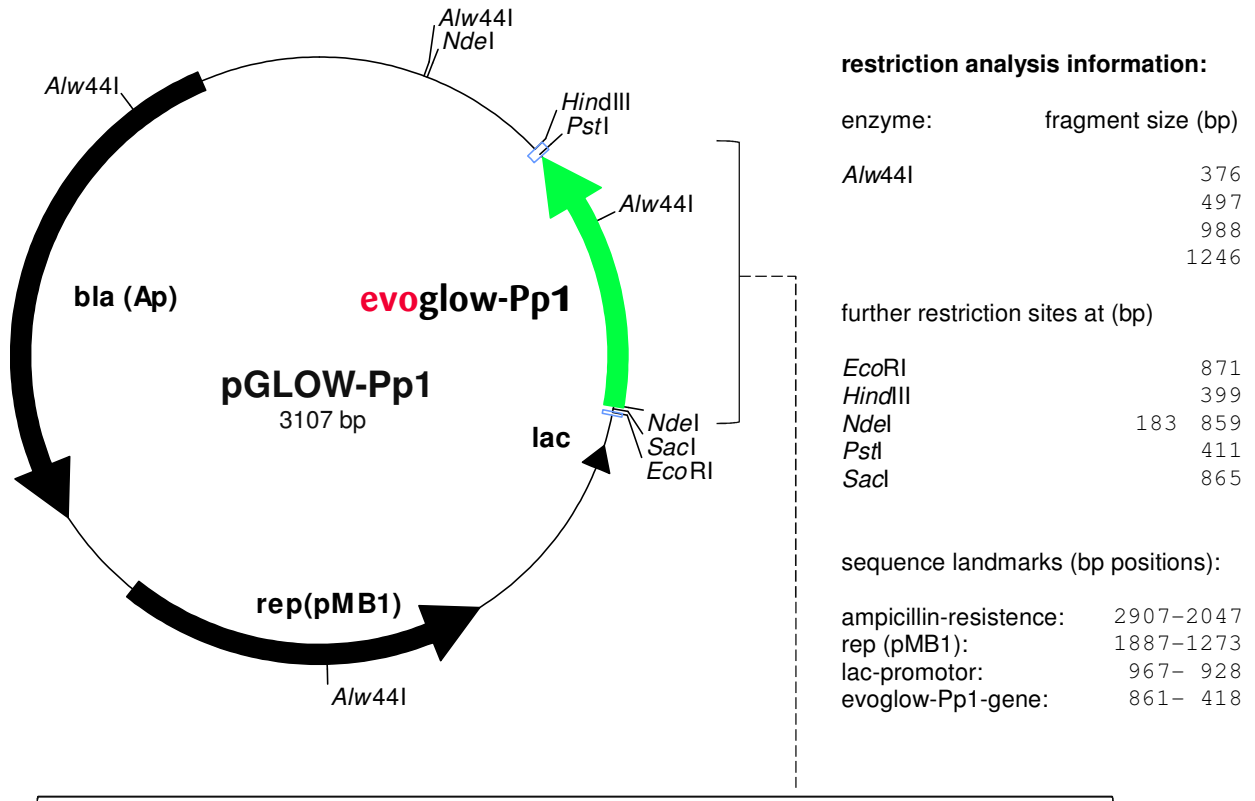 Alw44I
NdeI
Alw44I
HindIII
PstI
Alw44I
bla (Ap)
evoglow-Pp1
pGLOW-Pp1
3107 bp
lac
NdeI
SacI
EcoRI
rep(pMB1)
Alw44I
restriction analysis information:
enzyme: fragment size (bp)
Alw44I 376
497
988
1246
further restriction sites at (bp)
EcoRI 871
HindIII 399
NdeI 183 859
PstI 411
SacI 865
sequence landmarks (bp positions):
ampicillin-resistence: 2907-2047
rep (pMB1): 1887-1273
lac-promotor: 967- 928
evoglow-Pp1-gene: 861- 418